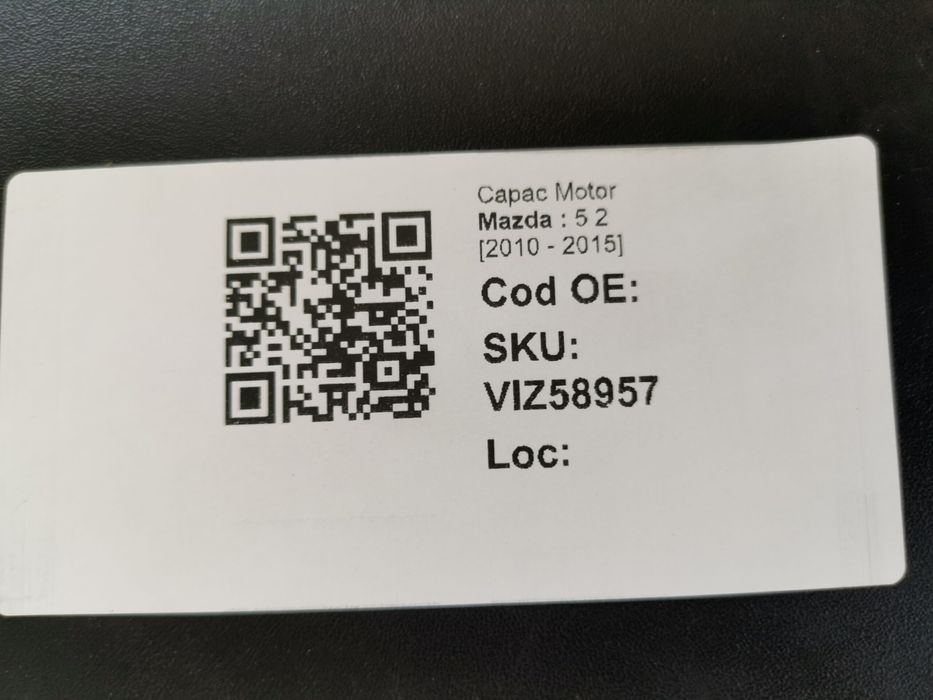 Capac Motor
Mazda : 5 2
[2010 - 2015]
Cod OE:
SKU:
VIZ58957
Loc: